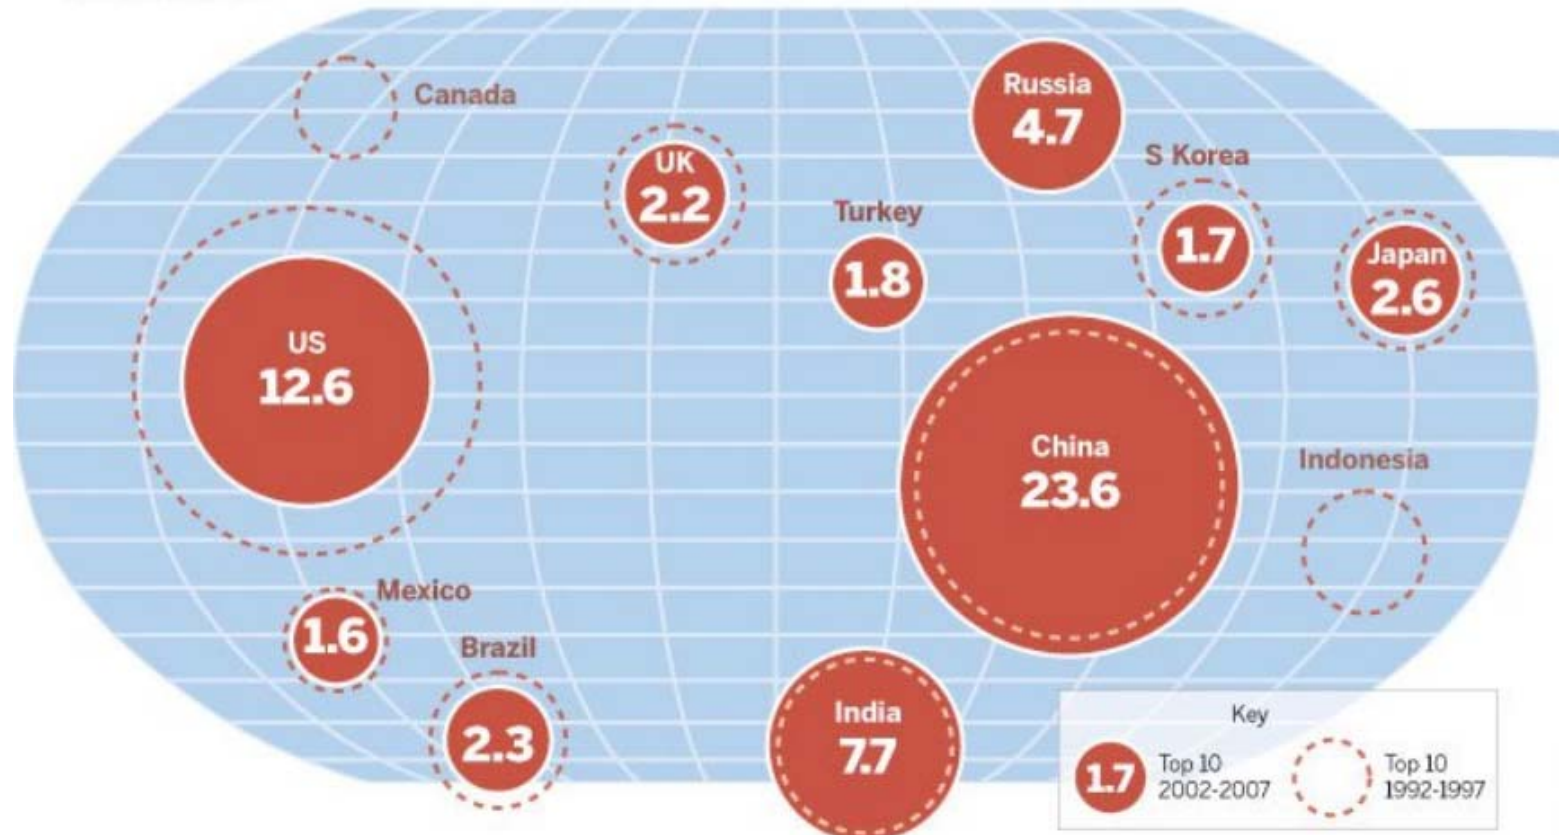 Canada
Russia
4.7
S Korea
UK
2.2
Turkey
1.7
Japan
2.6
1.8
US
12.6
China
23.6
Indonesia
Mexico
1.6
Brazil
2.3
India
7.7
Key
1.7
Top 10
2002-2007
Top 10
1992-1997